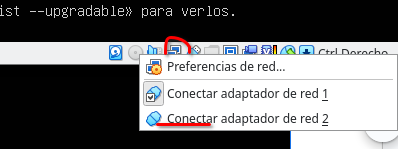 ist --upgradable» para verlos.
Ctrl Derecho
Preferencias de red...
Conectar adaptador de red 1
Conectar adaptador de red 2